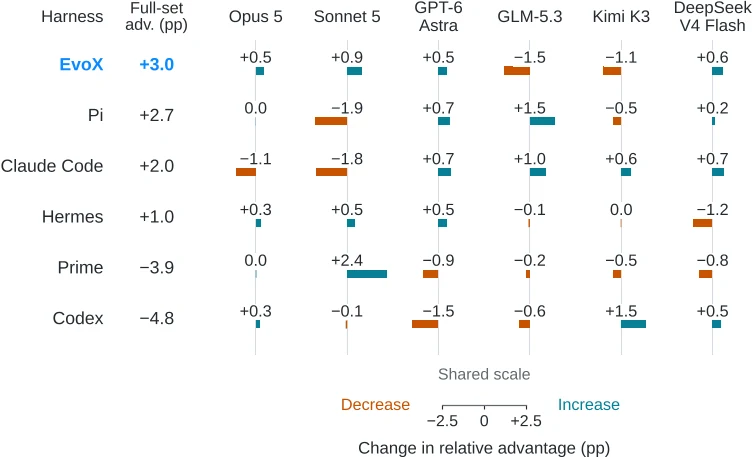 Harness Full-set adv. (pp) Opus 5 Sonnet 5 GPT-6 Astra GLM-5.3 Kimi K3 DeepSeek V4 Flash
EvoX +3.0 +0.5 +0.9 +0.5 −1.5 −1.1 +0.6
Pi +2.7 0.0 −1.9 +0.7 +1.5 −0.5 +0.2
Claude Code +2.0 −1.1 −1.8 +0.7 +1.0 +0.6 +0.7
Hermes +1.0 +0.3 +0.5 +0.5 −0.1 0.0 −1.2
Prime −3.9 0.0 +2.4 −0.9 −0.2 −0.5 −0.8
Codex −4.8 +0.3 −0.1 −1.5 −0.6 +1.5 +0.5
Shared scale
Decrease Increase
−2.5 0 +2.5
Change in relative advantage (pp)